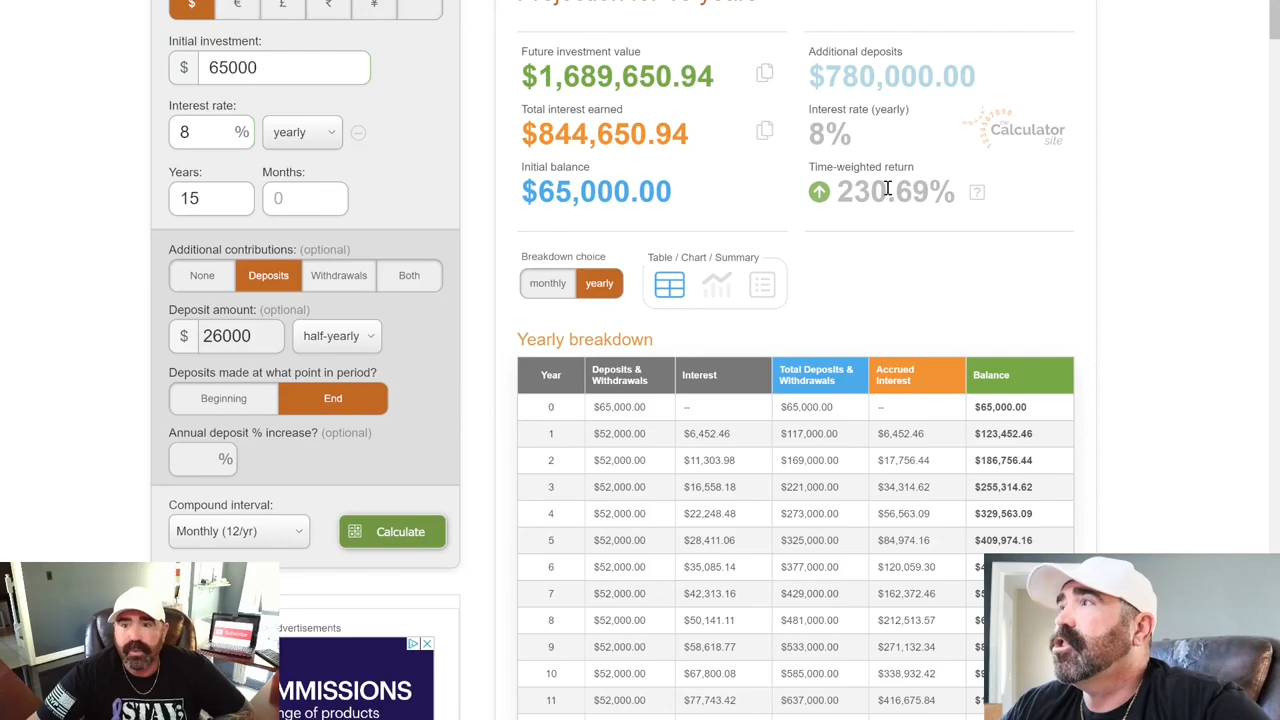 $ € £ ₹ ¥
Initial investment:
$ 65000
Interest rate:
8 % yearly
Years: Months:
15 0
Additional contributions: (optional)
None Deposits Withdrawals Both
Deposit amount: (optional)
$ 26000 half-yearly
Deposits made at what point in period?
Beginning End
Annual deposit % increase? (optional)
%
Compound interval:
Monthly (12/yr) Calculate
dvertisements
MMISSIONS
nge of products
STAY
Subscribe
Projection for 15 years
Future investment value
$1,689,650.94
Total interest earned
$844,650.94
Initial balance
$65,000.00
Additional deposits
$780,000.00
Interest rate (yearly)
8%
the
Calculator
site
Time-weighted return
230.69% ?
Breakdown choice
monthly yearly
Table / Chart / Summary
Yearly breakdown
Year Deposits & Withdrawals Interest Total Deposits & Withdrawals Accrued Interest Balance
0 $65,000.00 – $65,000.00 – $65,000.00
1 $52,000.00 $6,452.46 $117,000.00 $6,452.46 $123,452.46
2 $52,000.00 $11,303.98 $169,000.00 $17,756.44 $186,756.44
3 $52,000.00 $16,558.18 $221,000.00 $34,314.62 $255,314.62
4 $52,000.00 $22,248.48 $273,000.00 $56,563.09 $329,563.09
5 $52,000.00 $28,411.06 $325,000.00 $84,974.16 $409,974.16
6 $52,000.00 $35,085.14 $377,000.00 $120,059.30
7 $52,000.00 $42,313.16 $429,000.00 $162,372.46
8 $52,000.00 $50,141.11 $481,000.00 $212,513.57
9 $52,000.00 $58,618.77 $533,000.00 $271,132.34
10 $52,000.00 $67,800.08 $585,000.00 $338,932.42
11 $52,000.00 $77,743.42 $637,000.00 $416,675.84